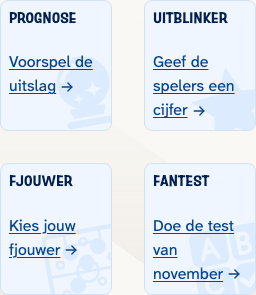 PROGNOSE
Voorspel de
uitslag →
UITBLINKER
Geef de
spelers een
cijfer →
FJOUWER
Kies jouw
fjouwer →
FANTEST
Doe de test
van
november →